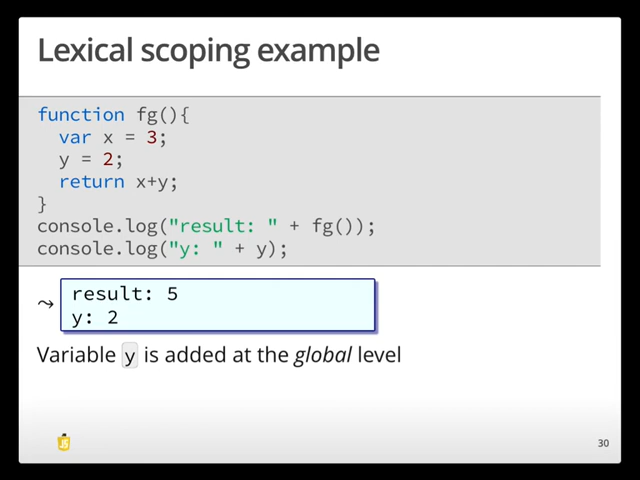 Lexical scoping example
function fg(){
  var x = 3;
  y = 2;
  return x+y;
}
console.log("result: " + fg());
console.log("y: " + y);
⤳ result: 5
y: 2
Variable y is added at the global level
JS
30